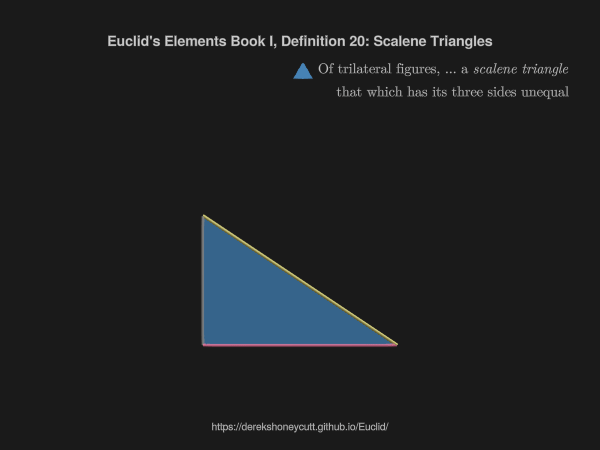 Euclid's Elements Book I, Definition 20: Scalene Triangles
Of trilateral figures, ... a scalene triangle
that which has its three sides unequal
https://derekshoneycutt.github.io/Euclid/